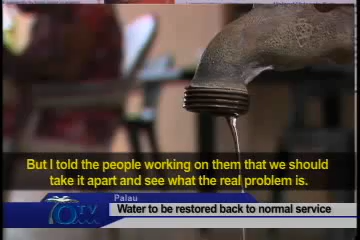 But I told the people working on them that we should
take it apart and see what the real problem is.
Palau
Water to be restored back to normal service